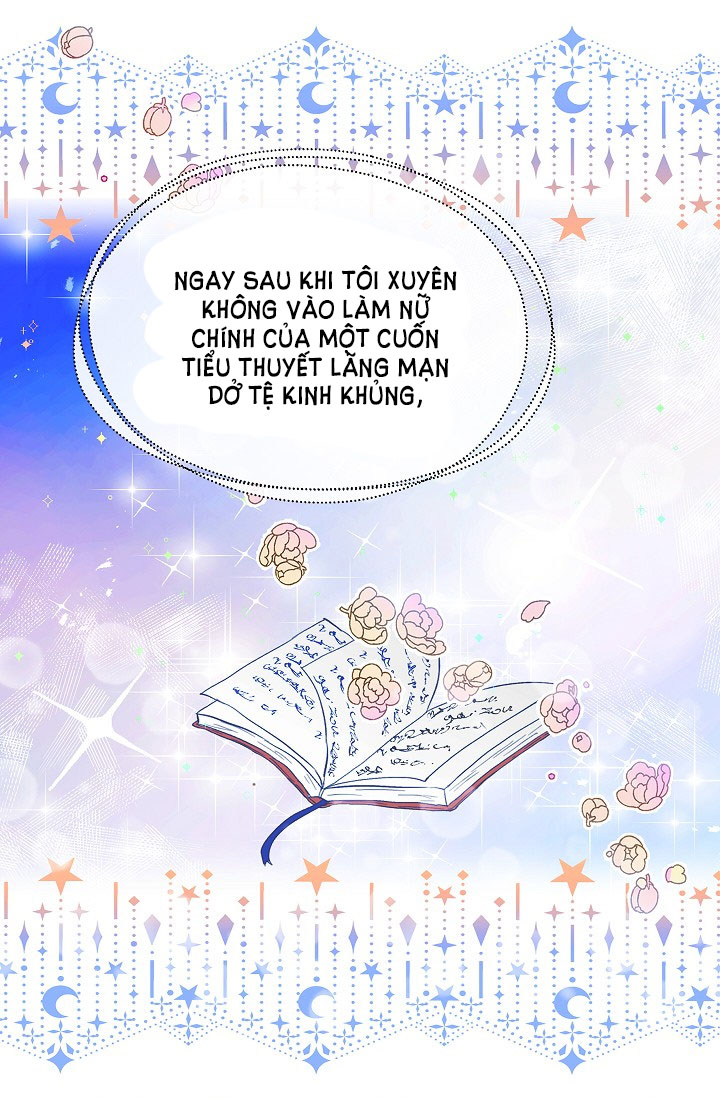 NGAY SAU KHI TÔI XUYÊN
KHÔNG VÀO LÀM NỮ
CHÍNH CỦA MỘT CUỐN
TIỂU THUYẾT LÃNG MẠN
DỞ TỆ KINH KHỦNG,